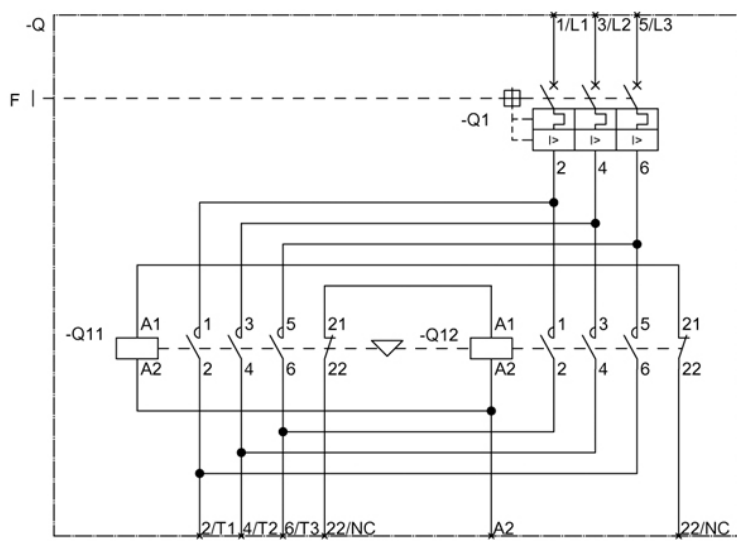 -Q 1/L1 3/L2 5/L3
F
-Q1
I> I> I>
2 4 6
A1 1 3 5 21 A1 1 3 5 21
-Q11 -Q12
A2 2 4 6 22 A2 2 4 6 22
2/T1 4/T2 6/T3 22/NC A2 22/NC